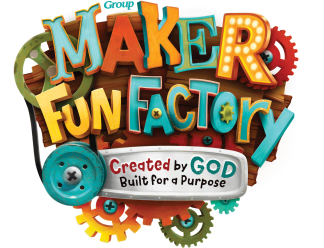 Group
MAKER
FUN FACTORY
Created by GOD
Built for a Purpose